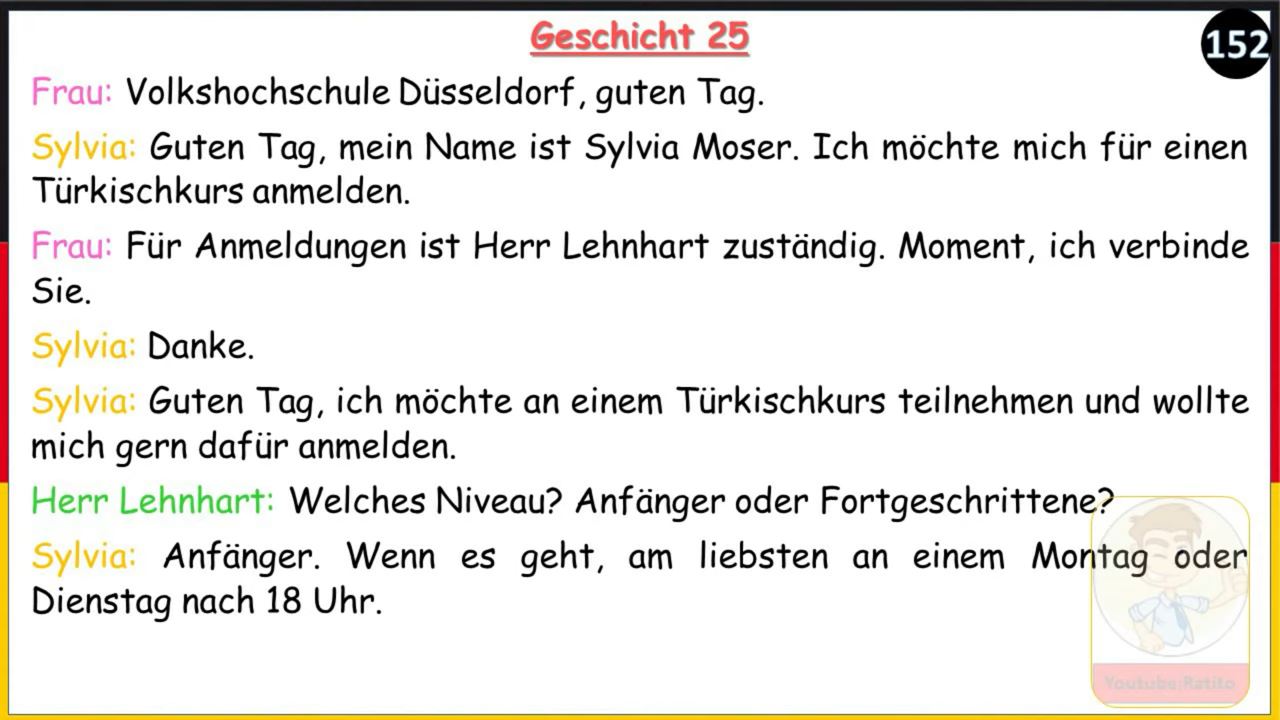 Geschicht 25
152
Frau: Volkshochschule Düsseldorf, guten Tag.
Sylvia: Guten Tag, mein Name ist Sylvia Moser. Ich möchte mich für einen
Türkischkurs anmelden.
Frau: Für Anmeldungen ist Herr Lehnhart zuständig. Moment, ich verbinde
Sie.
Sylvia: Danke.
Sylvia: Guten Tag, ich möchte an einem Türkischkurs teilnehmen und wollte
mich gern dafür anmelden.
Herr Lehnhart: Welches Niveau? Anfänger oder Fortgeschrittene?
Sylvia: Anfänger. Wenn es geht, am liebsten an einem Montag oder
Dienstag nach 18 Uhr.
Youtube:Ratito